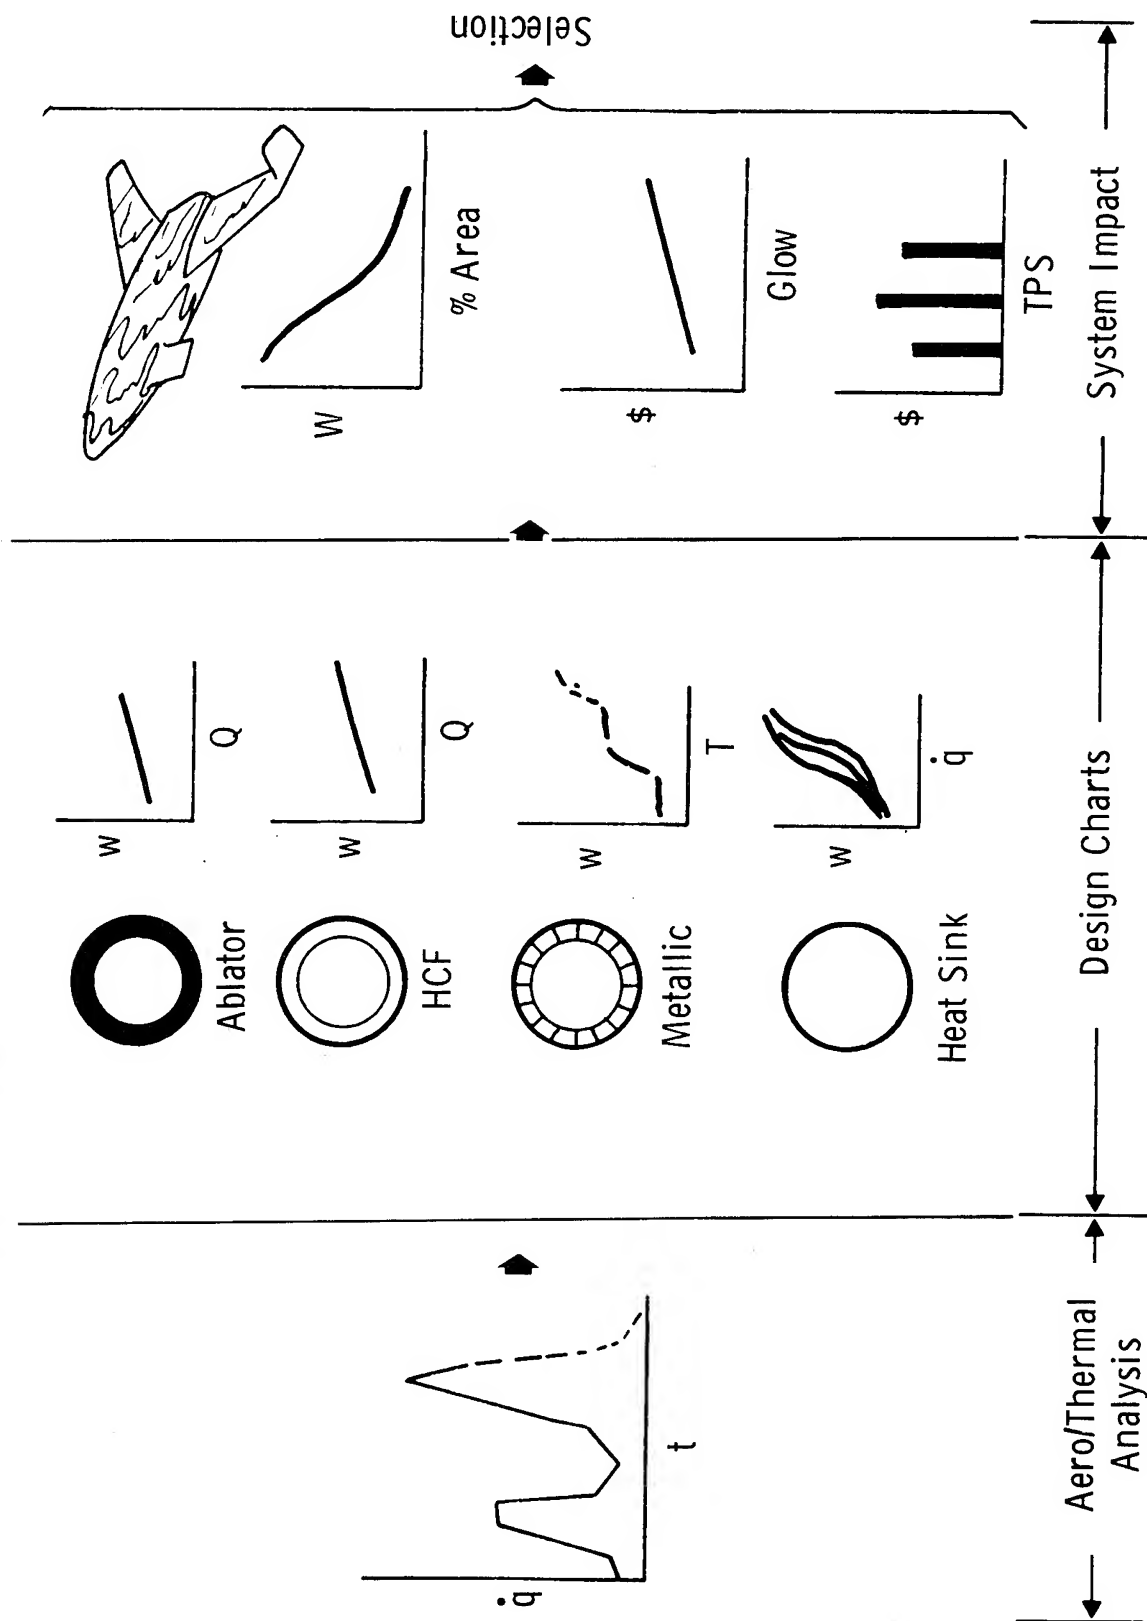 q̇
t
Aero/Thermal
Analysis
Ablator
W
Q
HCF
W
Q
Metallic
W
T
Heat Sink
W
q̇
Design Charts
W
% Area
$
Glow
$
TPS
System Impact
Selection